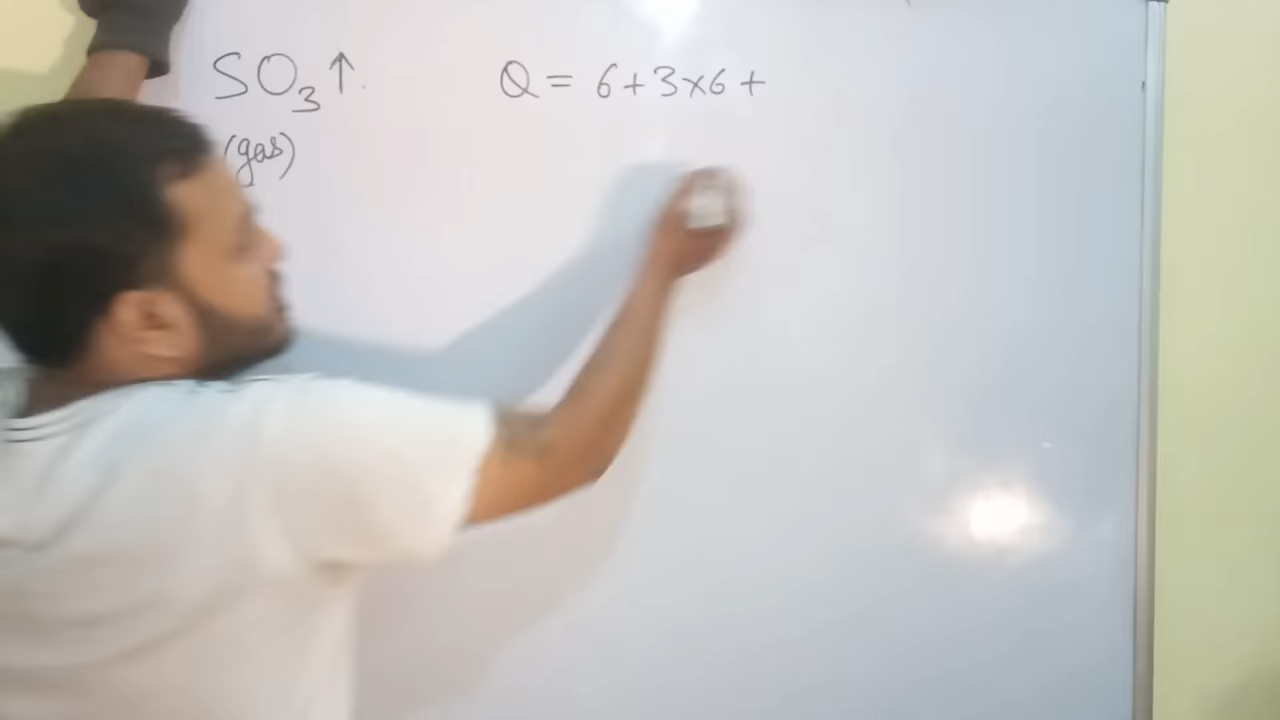 SO₃↑. Q = 6+3×6+
(gas)